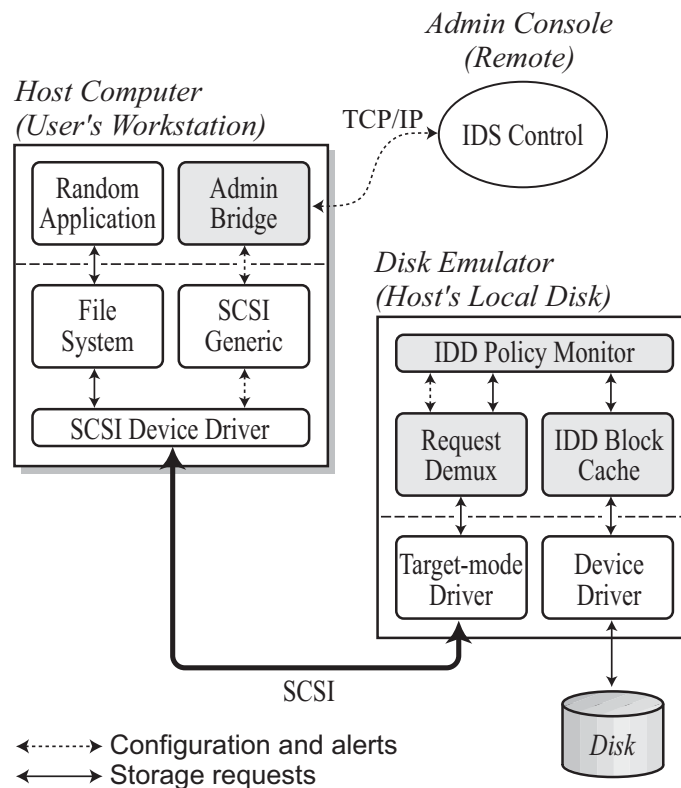 Admin Console
(Remote)
Host Computer
(User's Workstation)
TCP/IP
IDS Control
Random
Application
Admin
Bridge
File
System
SCSI
Generic
SCSI Device Driver
Disk Emulator
(Host's Local Disk)
IDD Policy Monitor
Request
Demux
IDD Block
Cache
Target-mode
Driver
Device
Driver
SCSI
Disk
Configuration and alerts
Storage requests